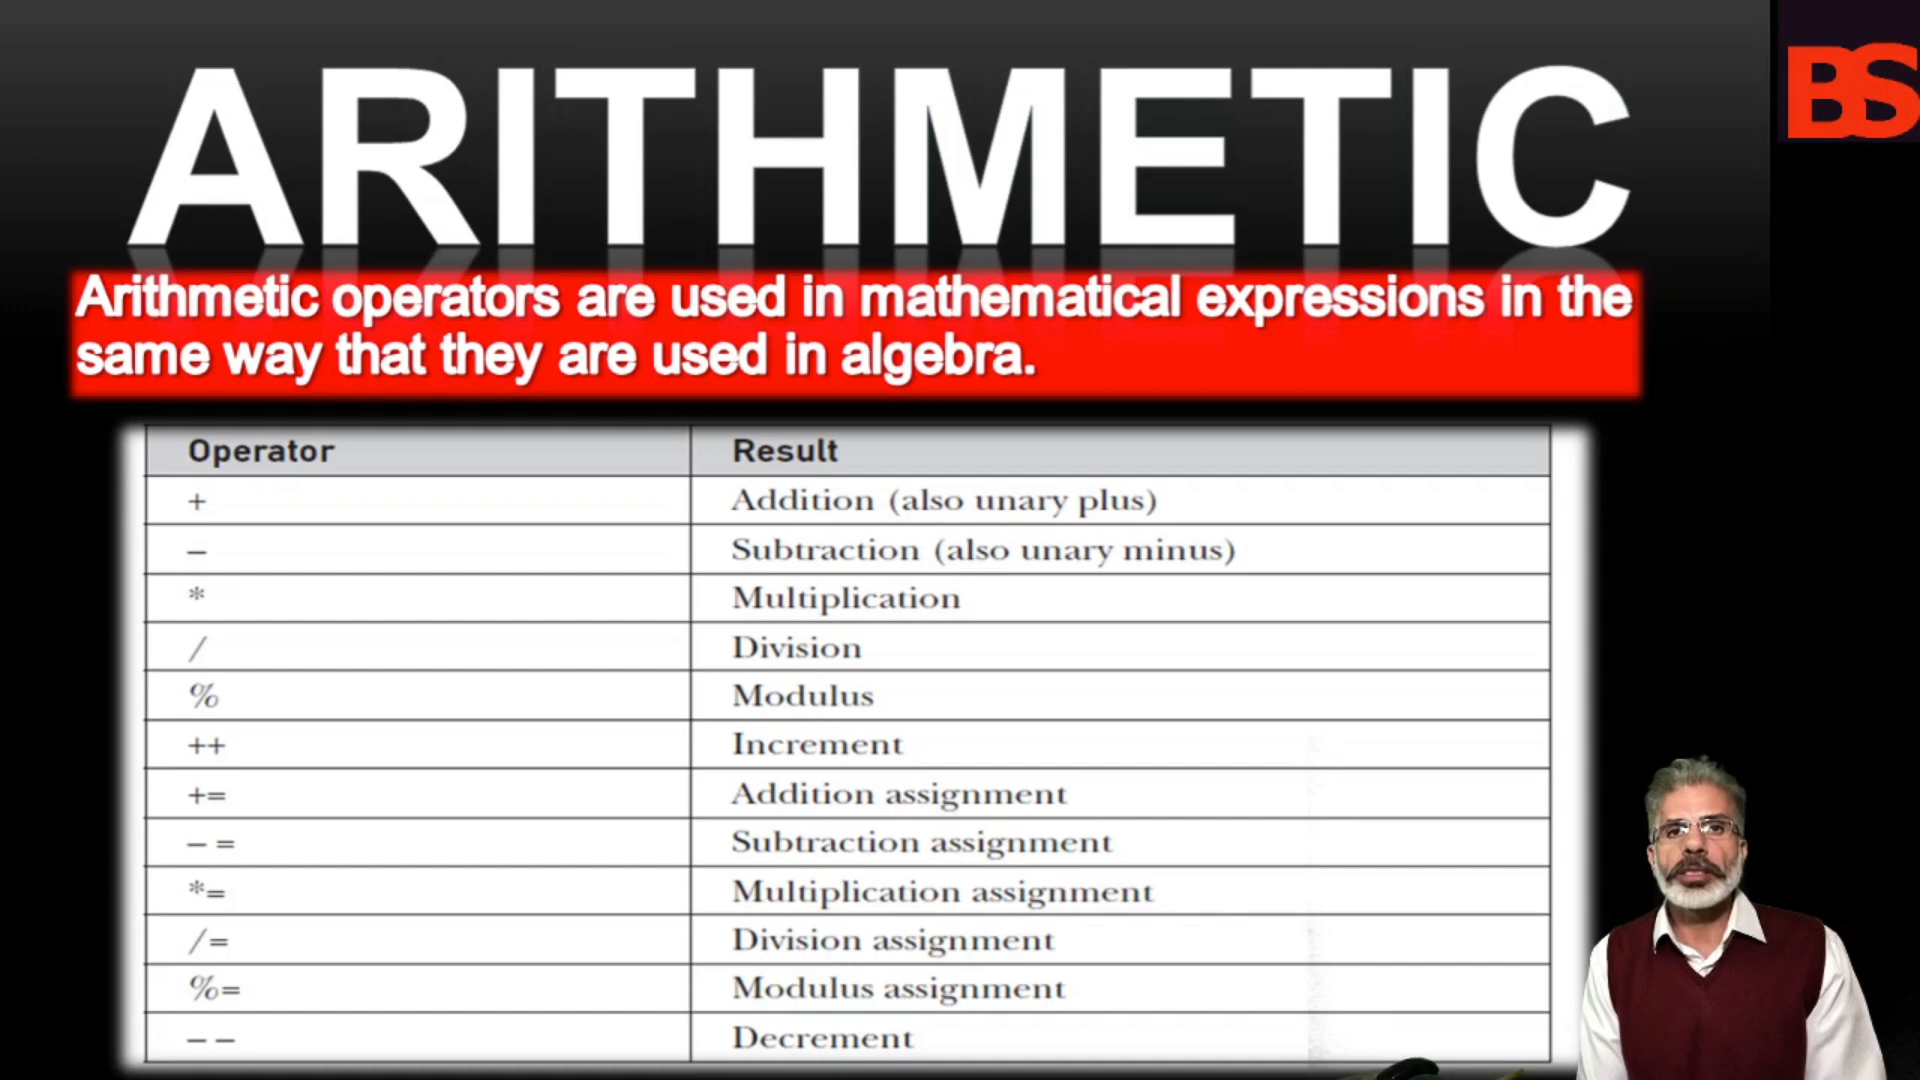 ARITHMETIC
BS
Arithmetic operators are used in mathematical expressions in the
same way that they are used in algebra.
Operator Result
+ Addition (also unary plus)
– Subtraction (also unary minus)
* Multiplication
/ Division
% Modulus
++ Increment
+= Addition assignment
– = Subtraction assignment
*= Multiplication assignment
/= Division assignment
%= Modulus assignment
– – Decrement